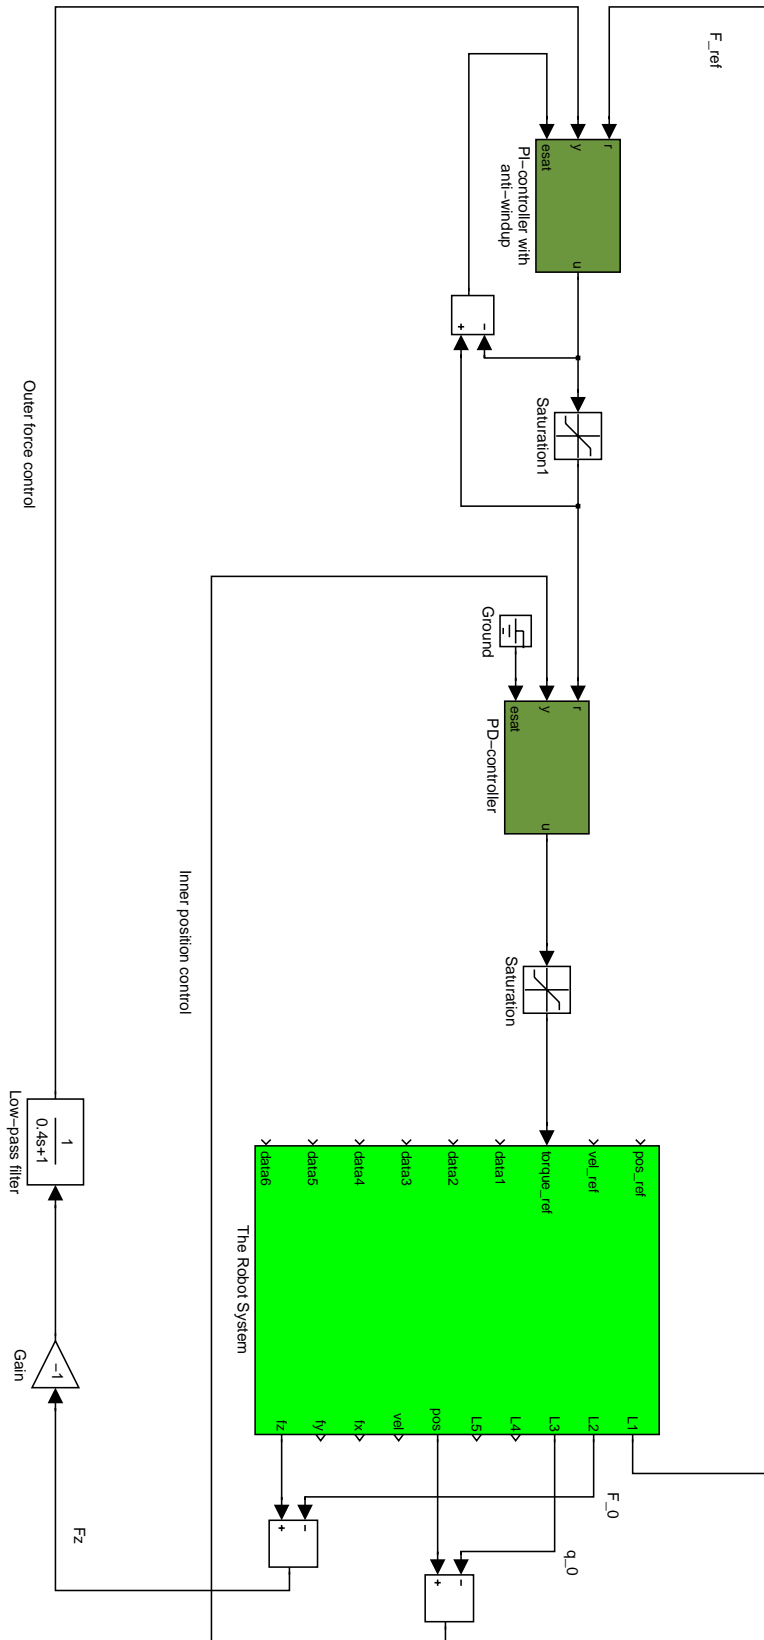 F_ref
r
y
esat
u
PI−controller with
anti−windup
−
+
Saturation1
Outer force control
Ground
r
y
esat
u
PD−controller
Inner position control
Saturation
1
0.4s+1
Low−pass filter
pos_ref
vel_ref
torque_ref
data1
data2
data3
data4
data5
data6
The Robot System
L1
L2
L3
L4
L5
pos
vel
fx
fy
fz
−1
Gain
F_0
−
+
q_0
−
+
Fz